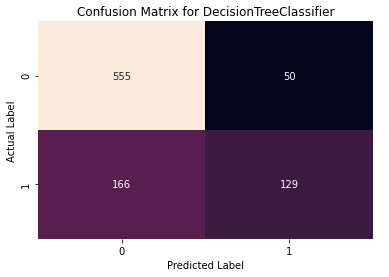 Confusion Matrix for DecisionTreeClassifier
Actual Label
0
555
50
1
166
129
0
1
Predicted Label